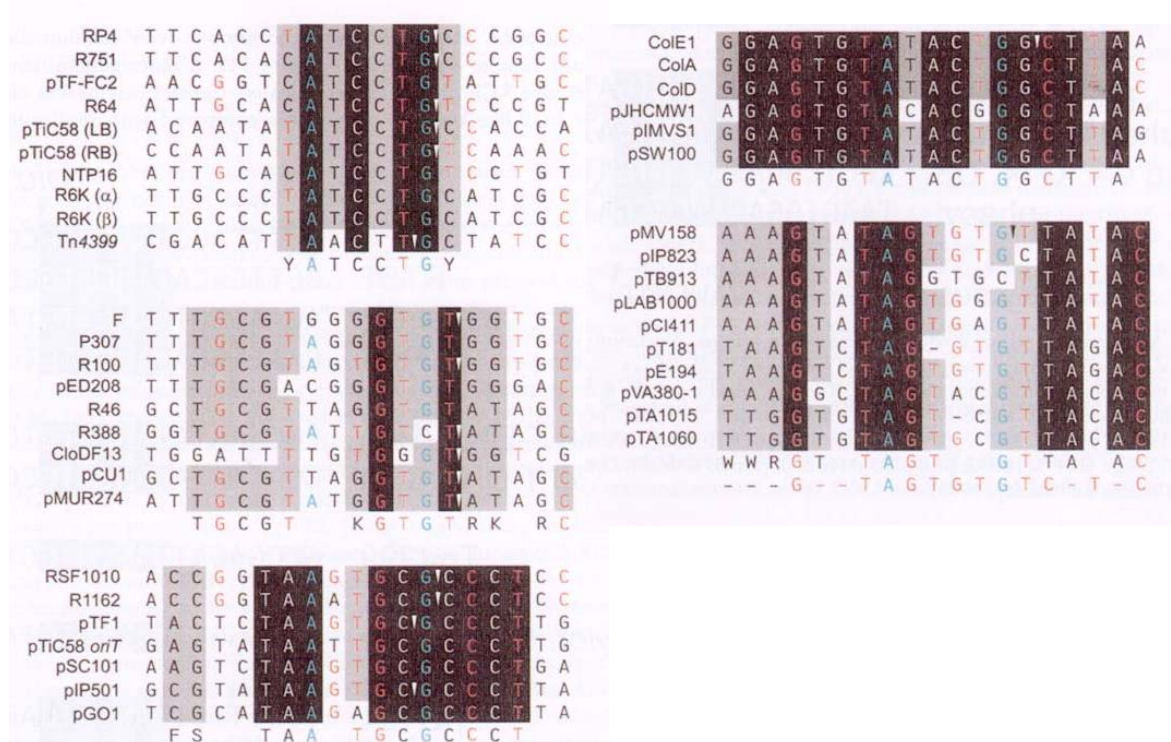 RP4 T T C A C C T A T C C T G C C C G G C
R751 T T C A C A C A T C C T G C C C G C C
pTF-FC2 A A C G G T C A T C C T G T A T T G C
R64 A T T G C A C A T C C T G T C C C G T
pTiC58 (LB) A C A A T A T A T C C T G C C A C C A
pTiC58 (RB) C C A A T A T A T C C T G T C A A A C
NTP16 A T T G C A C A T C C T G T C C T G T
R6K (α) T T G C C C T A T C C T G C A T C G C
R6K (β) T T G C C C T A T C C T G C A T C G C
Tn4399 C G A C A T T A A C T T G C T A T C C
Y A T C C T G Y
F T T T G C G T G G G G T G T G G T G C
P307 T T T G C G T A G G G T G T G G T G C
R100 T T T G C G T A G T G T G T G G T G C
pED208 T T T G C G A C G G G T G T G G G A C
R46 G C T G C G T T A G G T G T A T A G C
R388 G G T G C G T A T T G T C T A T A G C
CloDF13 T G G A T T T T G T G G G T G G T C G
pCU1 G C T G C G T T A G G T G T A T A G C
pMUR274 A T T G C G T A T G G T G T A T A G C
T G C G T K G T G T R K R C
RSF1010 A C C G G T A A G T G C G C C C T C C
R1162 A C C G G T A A A T G C G C C C T C C
pTF1 T A C T C T A A G T G C G C C C T T G
pTiC58 oriT G A G T A T A A T T G C G C C C T T G
pSC101 A A G T C T A A G T G C G C C C T G A
pIP501 G C G T A T A A G T G C G C C C T T A
pGO1 T C G C A T A A G A G C G C C C T T A
F S T A A T G C G C C C T
ColE1 G G A G T G T A T A C T G G C T T A A
ColA G G A G T G T A T A C T G G C T T A C
ColD G G A G T G T A T A C T G G C T T A C
pJHCMW1 A G A G T G T A C A C G G G C T A A A
pIMVS1 G G A G T G T A T A C T G G C T T A G
pSW100 G G A G T G T A T A C T G G C T T A A
G G A G T G T A T A C T G G C T T A
pMV158 A A A G T A T A G T G T G T T A T A C
pIP823 A A A G T A T A G T G T G C T A T A C
pTB913 A A A G T A T A G G T C T T A T A C
pLAB1000 A A A G T A T A G T G G G T T A T A C
pCI411 A A A G T A T A G T G A G T T A T A C
pT181 T A A G T C T A G - G T G T T A G A C
pE194 T A A G T C T A G T G T G T T A G A C
pVA380-1 A A A G G C T A G T A C G T T A C A C
pTA1015 T T G G T G T A G T - C G T T A C A C
pTA1060 T T G G T G T A G T - C G T T A C A C
W W R G T - T A G T - G T T A - A C
- - - G - - T A G T G T G T C T - C